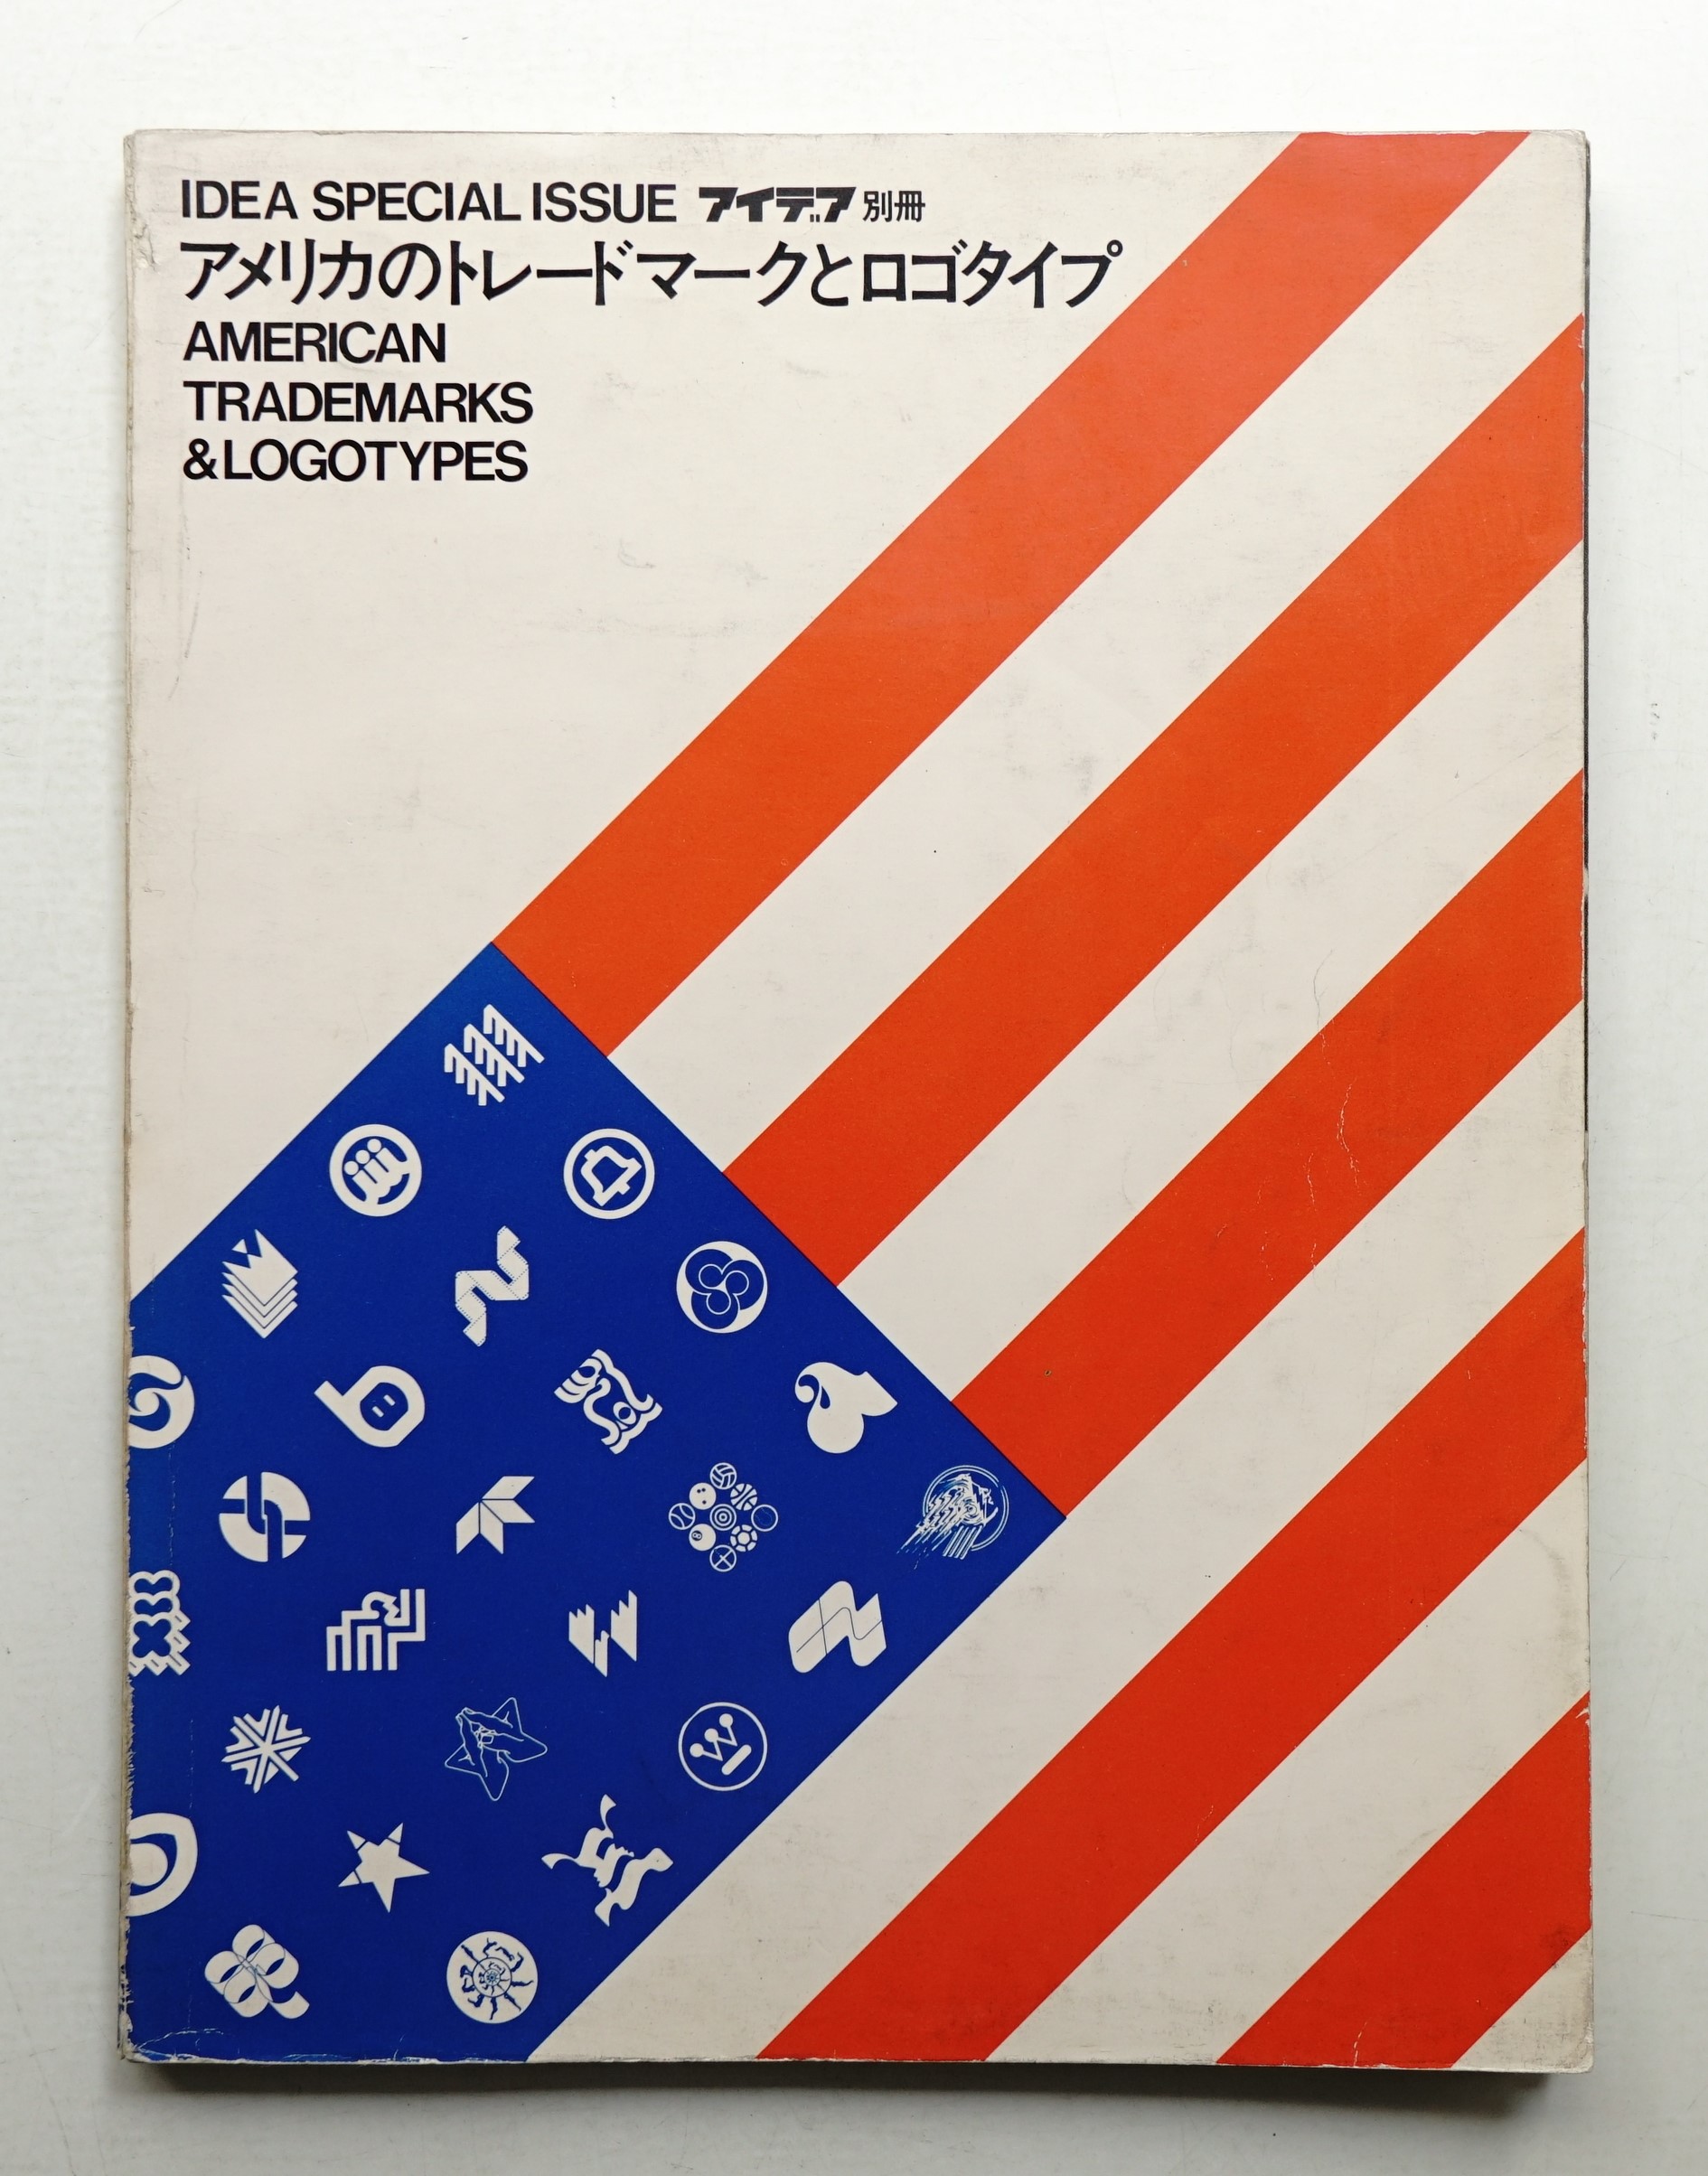 IDEA SPECIAL ISSUE アイデア 別冊
アメリカのトレードマークとロゴタイプ
AMERICAN
TRADEMARKS
&LOGOTYPES